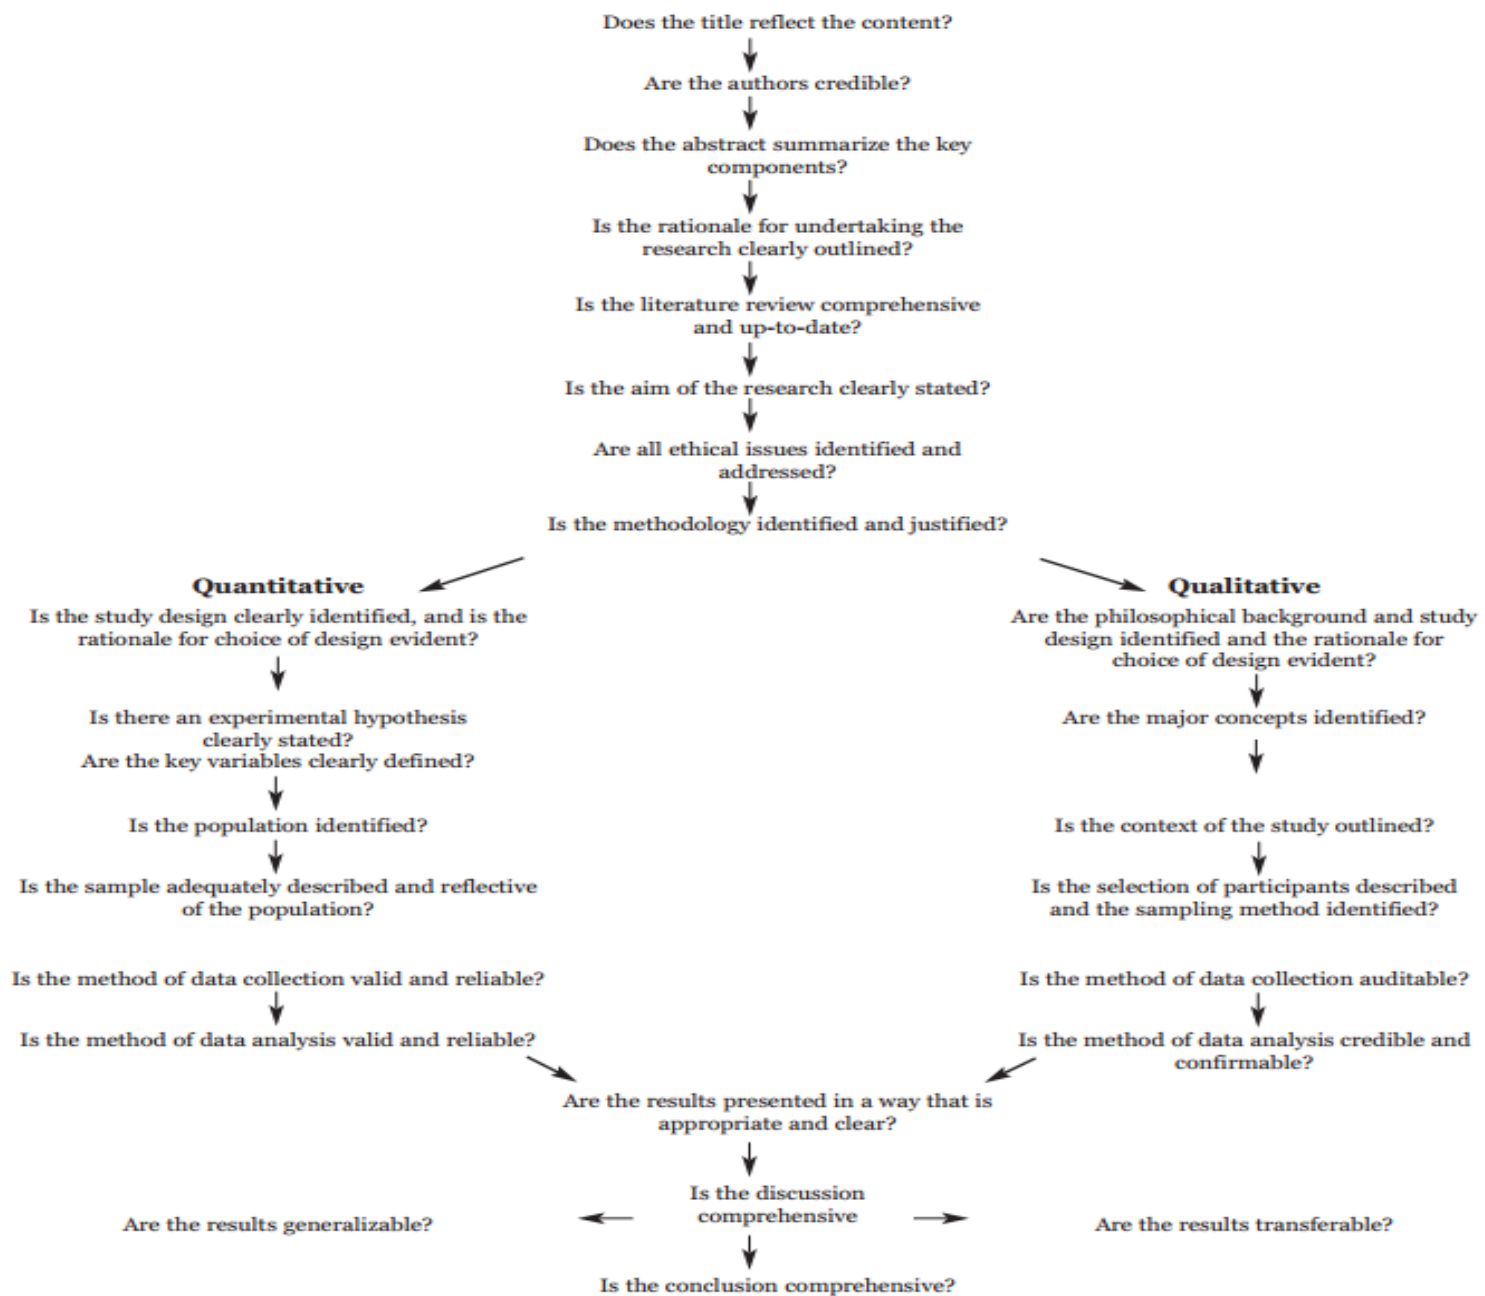 Does the title reflect the content?
Are the authors credible?
Does the abstract summarize the key
components?
Is the rationale for undertaking the
research clearly outlined?
Is the literature review comprehensive
and up-to-date?
Is the aim of the research clearly stated?
Are all ethical issues identified and
addressed?
Is the methodology identified and justified?
Quantitative
Is the study design clearly identified, and is the
rationale for choice of design evident?
Is there an experimental hypothesis
clearly stated?
Are the key variables clearly defined?
Is the population identified?
Is the sample adequately described and reflective
of the population?
Is the method of data collection valid and reliable?
Is the method of data analysis valid and reliable?
Qualitative
Are the philosophical background and study
design identified and the rationale for
choice of design evident?
Are the major concepts identified?
Is the context of the study outlined?
Is the selection of participants described
and the sampling method identified?
Is the method of data collection auditable?
Is the method of data analysis credible and
confirmable?
Are the results presented in a way that is
appropriate and clear?
Is the discussion
comprehensive
Are the results generalizable?
Are the results transferable?
Is the conclusion comprehensive?